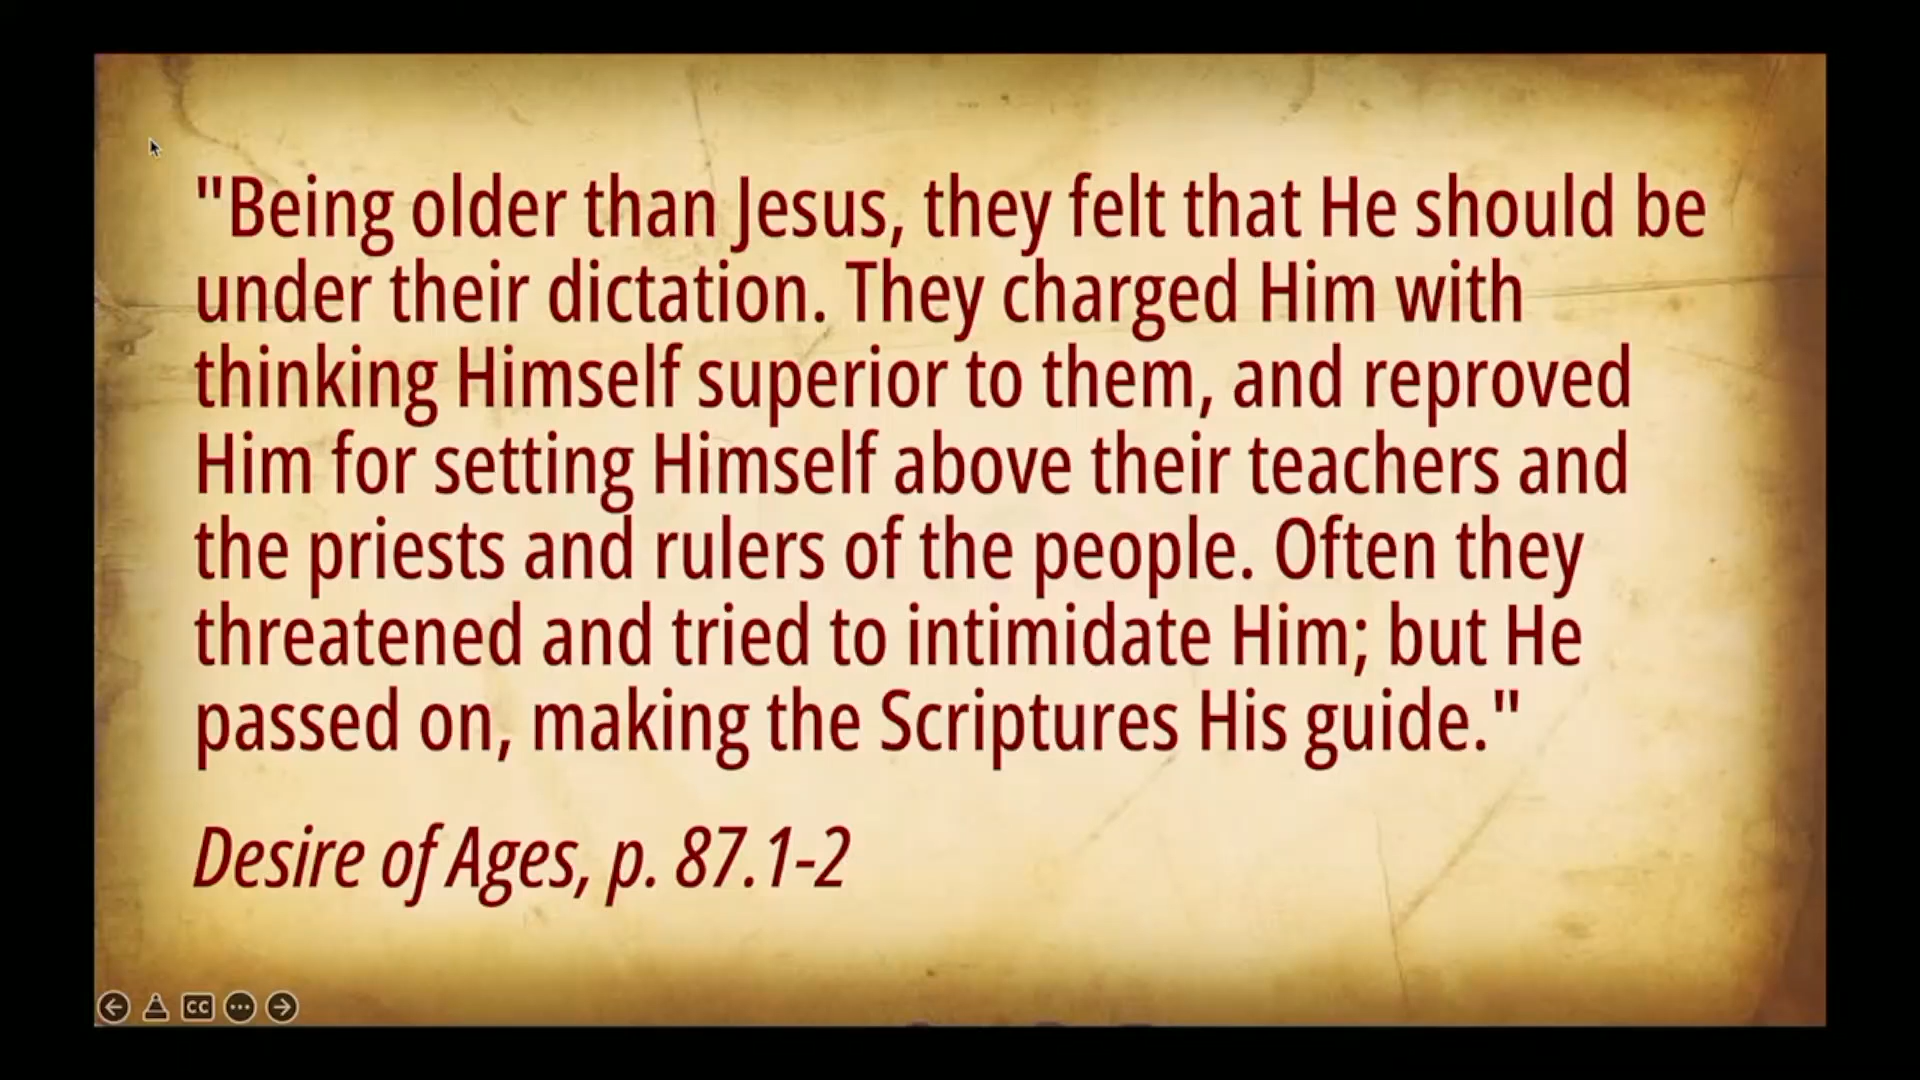 "Being older than Jesus, they felt that He should be
under their dictation. They charged Him with
thinking Himself superior to them, and reproved
Him for setting Himself above their teachers and
the priests and rulers of the people. Often they
threatened and tried to intimidate Him; but He
passed on, making the Scriptures His guide."
Desire of Ages, p. 87.1-2
CC